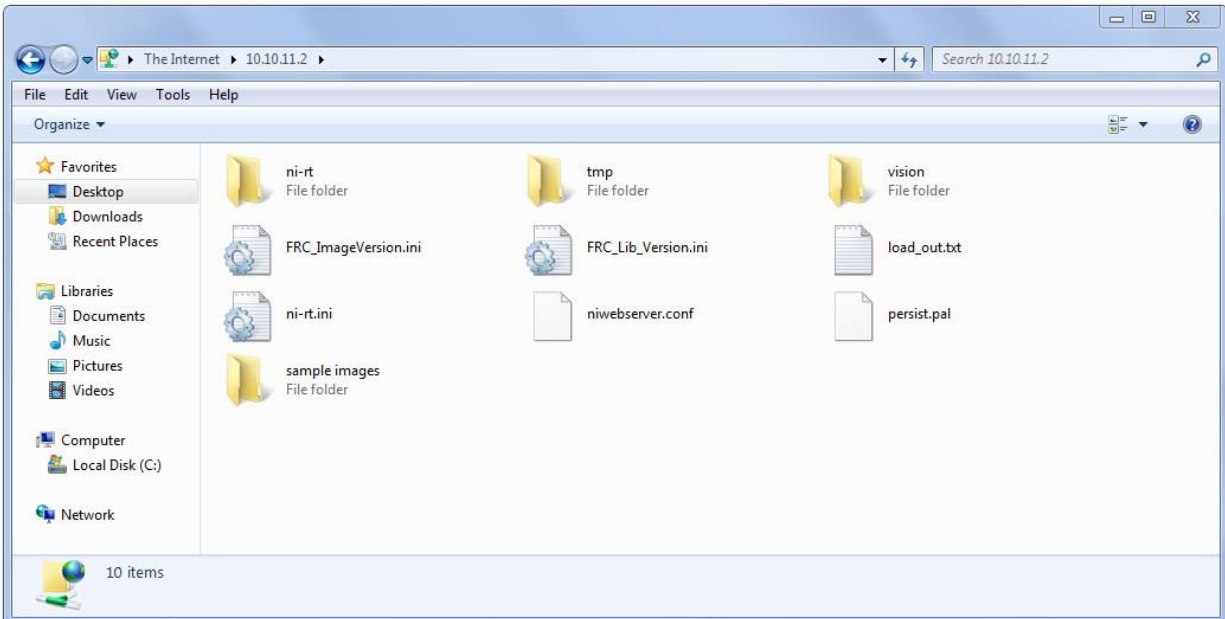 The Internet 10.10.11.2
Search 10.10.11.2
File Edit View Tools Help
Organize
Favorites
Desktop
Downloads
Recent Places
Libraries
Documents
Music
Pictures
Videos
Computer
Local Disk (C:)
Network
ni-rt
File folder
tmp
File folder
vision
File folder
FRC_ImageVersion.ini
FRC_Lib_Version.ini
load_out.txt
ni-rt.ini
niwebserver.conf
persist.pal
sample images
File folder
10 items